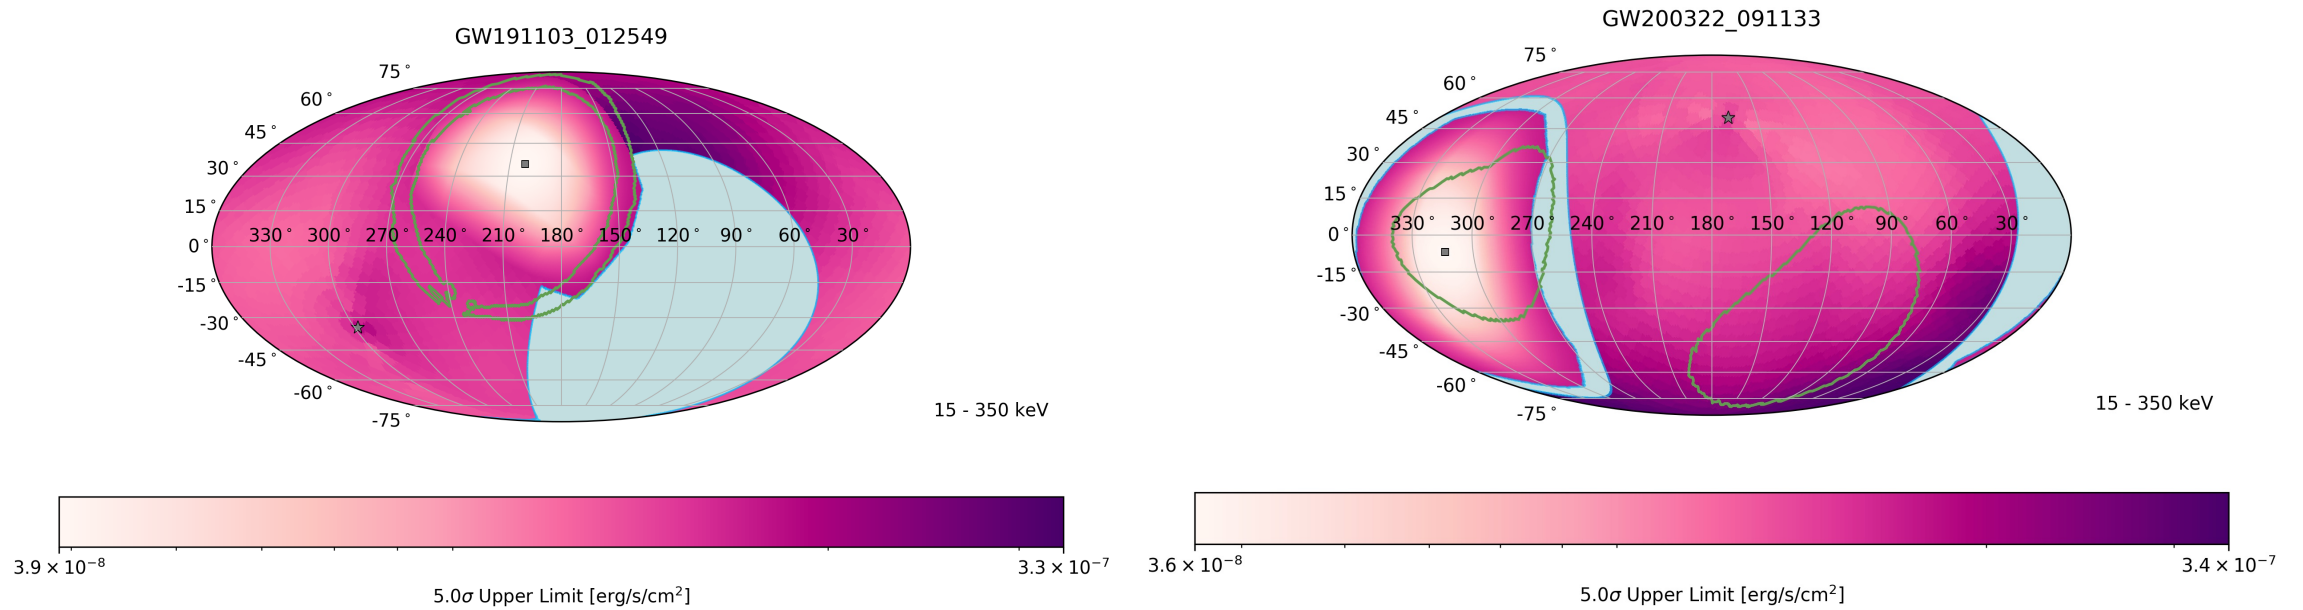 GW191103_012549
75°
60°
45°
30°
15°
0°
-15°
-30°
-45°
-60°
-75°
330° 300° 270° 240° 210° 180° 150° 120° 90° 60° 30°
15 - 350 keV
3.9 × 10⁻⁸ 3.3 × 10⁻⁷
5.0σ Upper Limit [erg/s/cm²]
GW200322_091133
75°
60°
45°
30°
15°
0°
-15°
-30°
-45°
-60°
-75°
330° 300° 270° 240° 210° 180° 150° 120° 90° 60° 30°
15 - 350 keV
3.6 × 10⁻⁸ 3.4 × 10⁻⁷
5.0σ Upper Limit [erg/s/cm²]